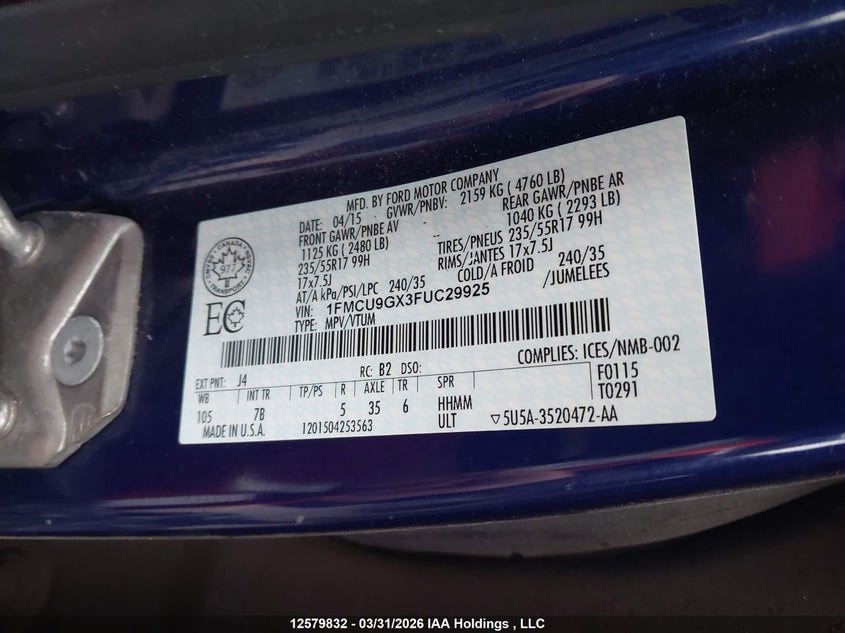 MFD. BY FORD MOTOR COMPANY
DATE: 04/15 GVWR/PNBV: 2159 KG ( 4760 LB)
FRONT GAWR/PNBE AV REAR GAWR/PNBE AR
1125 KG ( 2480 LB) 1040 KG ( 2293 LB)
235/55R17 99H TIRES/PNEUS 235/55R17 99H
17x7.5J RIMS/JANTES 17x7.5J
AT/A kPa/PSI/LPC 240/35 COLD/A FROID 240/35
VIN: 1FMCU9GX3FUC29925 /JUMELEES
TYPE: MPV/VTUM
CANADA
TRANSPORT
977
EC
COMPLIES: ICES/NMB-002
EXT PNT: J4 RC: B2 DSO: F0115
WB INT TR TP/PS R AXLE TR SPR T0291
105 7B 5 35 6 HHMM
MADE IN U.S.A. 1201504253563 ULT ▽5U5A-3520472-AA
12579832 - 03/31/2026 IAA Holdings , LLC